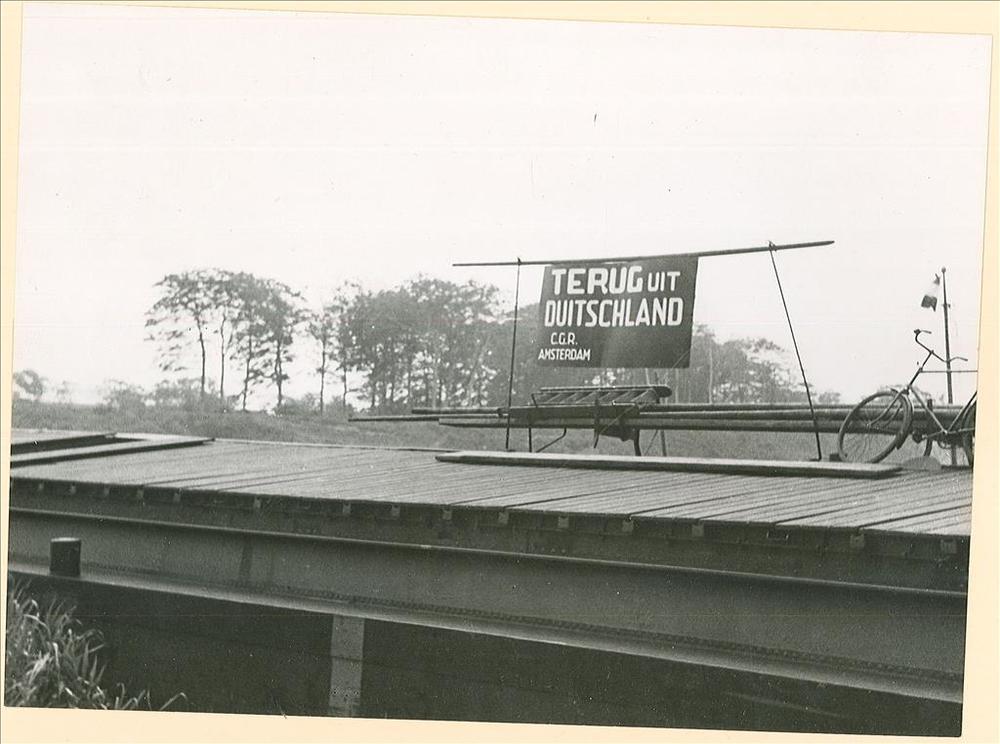 TERUG UIT
DUITSCHLAND
C.G.R.
AMSTERDAM